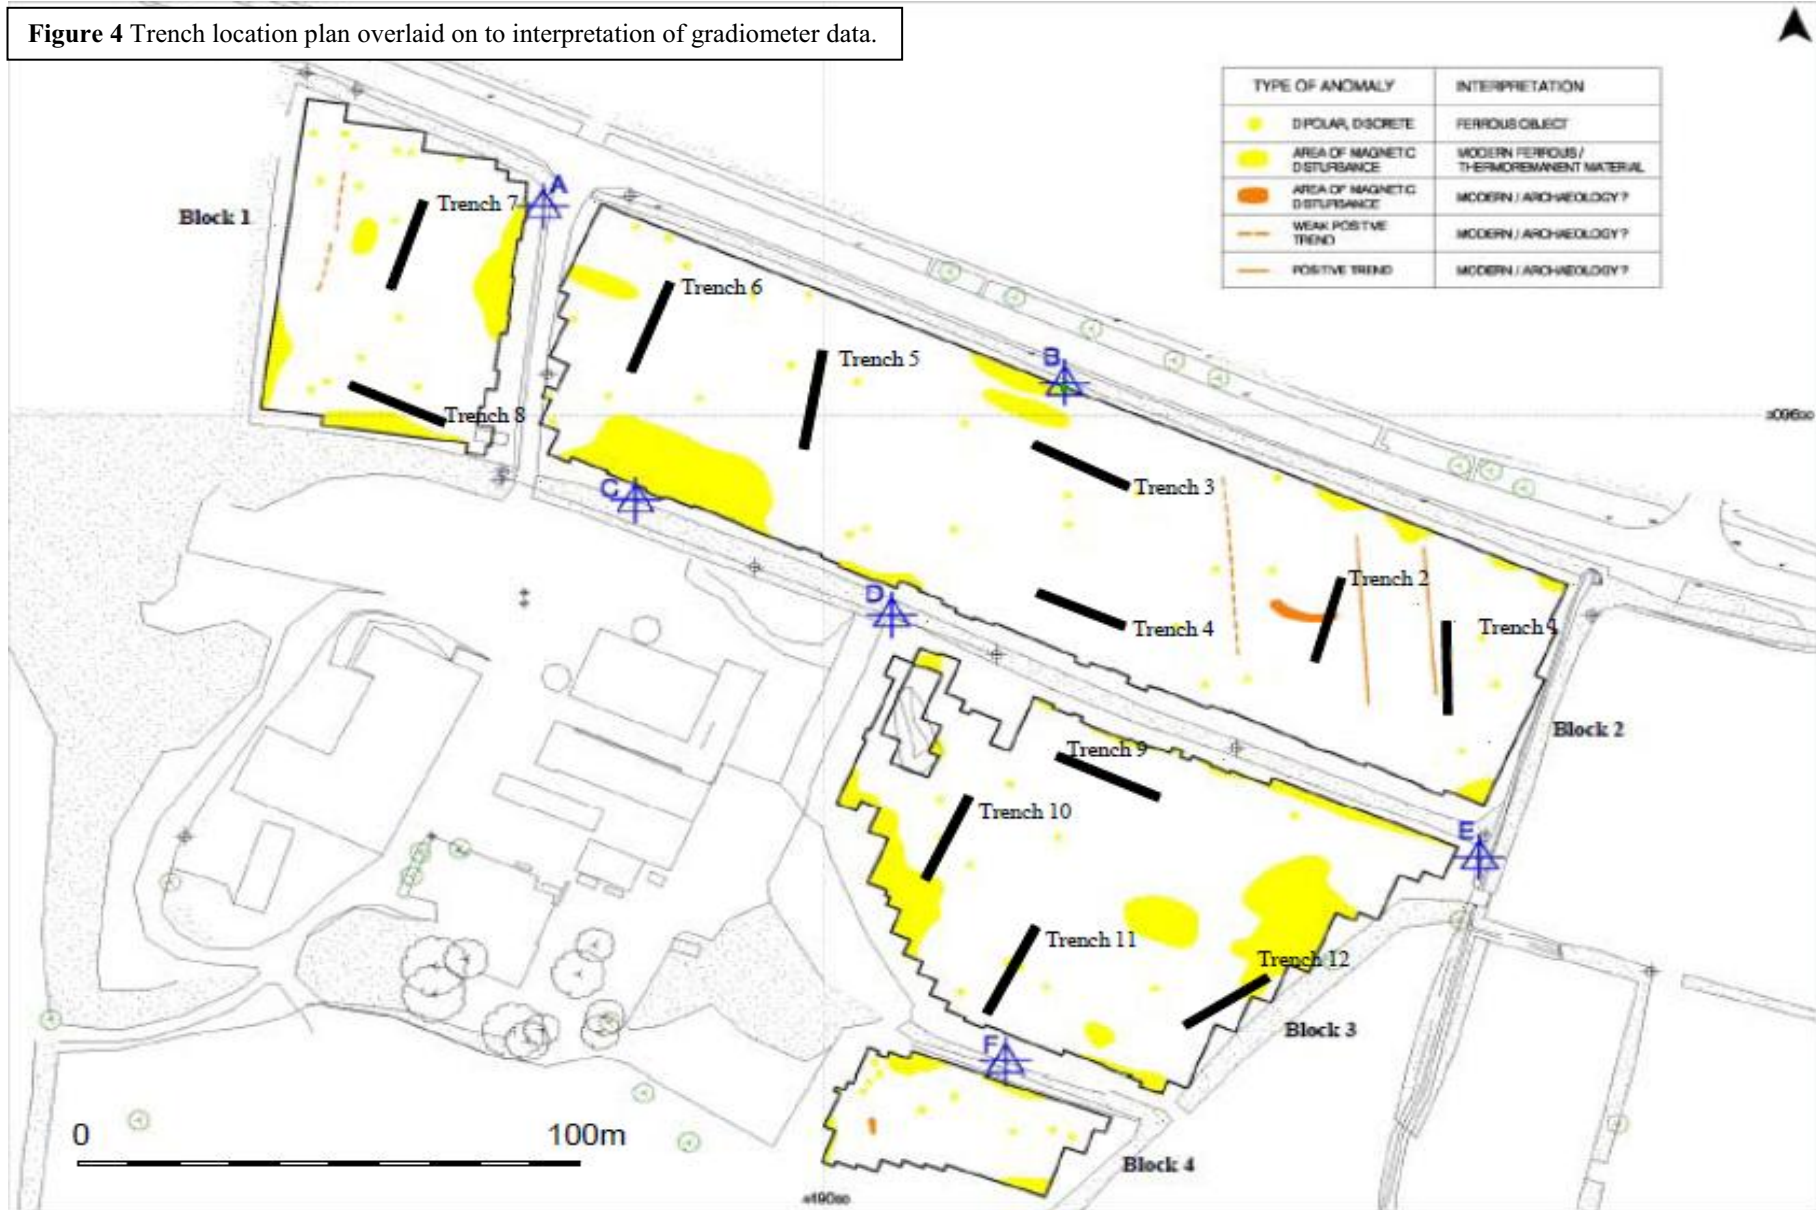 Figure 4 Trench location plan overlaid on to interpretation of gradiometer data.
TYPE OF ANOMALY INTERPRETATION
DIPOLAR, DISCRETE FERROUS OBJECT
AREA OF MAGNETIC DISTURBANCE MODERN FERROUS / THERMOREMANENT MATERIAL
AREA OF MAGNETIC DISTURBANCE MODERN / ARCHAEOLOGY ?
WEAK POSITIVE TREND MODERN / ARCHAEOLOGY ?
POSITIVE TREND MODERN / ARCHAEOLOGY ?
A
Trench 7
Block 1
Trench 6
B
Trench 5
Trench 8
C
Trench 3
D
Trench 2
Trench 4
Trench 1
Block 2
Trench 9
Trench 10
E
Trench 11
Trench 12
Block 3
F
0 100m
Block 4